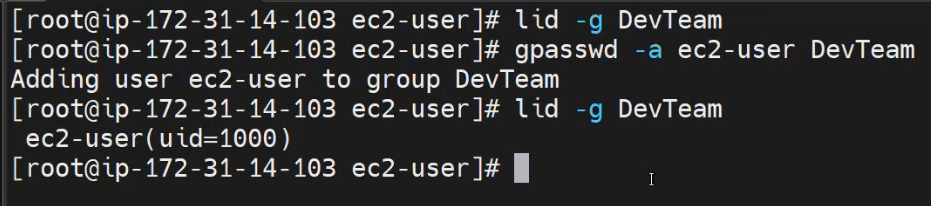 [root@ip-172-31-14-103 ec2-user]# lid -g DevTeam
[root@ip-172-31-14-103 ec2-user]# gpasswd -a ec2-user DevTeam
Adding user ec2-user to group DevTeam
[root@ip-172-31-14-103 ec2-user]# lid -g DevTeam
 ec2-user(uid=1000)
[root@ip-172-31-14-103 ec2-user]#